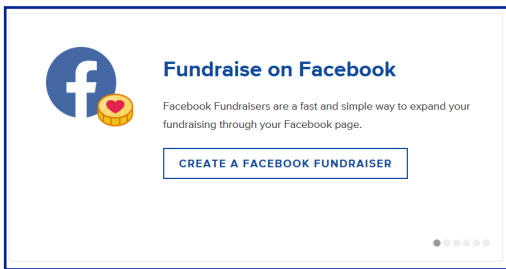 Fundraise on Facebook
Facebook Fundraisers are a fast and simple way to expand your
fundraising through your Facebook page.
CREATE A FACEBOOK FUNDRAISER